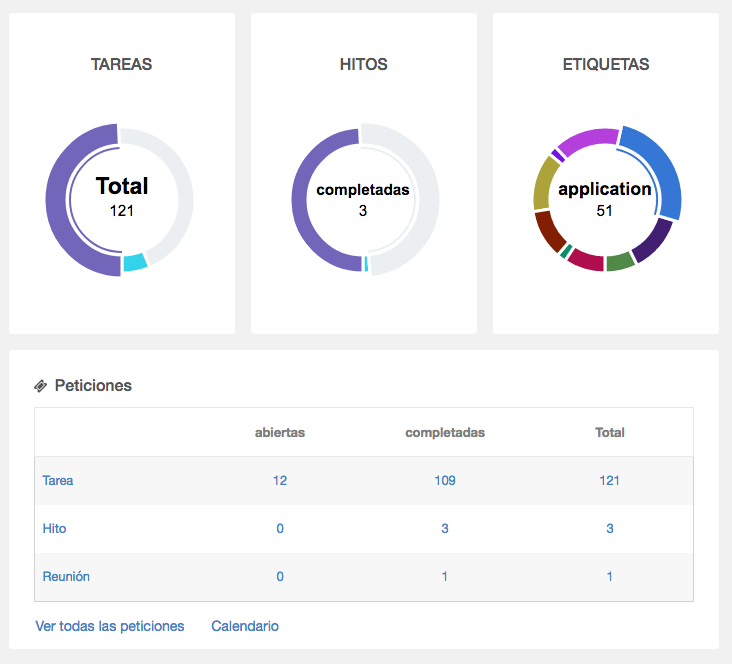 TAREAS
Total
121
HITOS
completadas
3
ETIQUETAS
application
51
Peticiones
abiertas completadas Total
Tarea 12 109 121
Hito 0 3 3
Reunión 0 1 1
Ver todas las peticiones Calendario